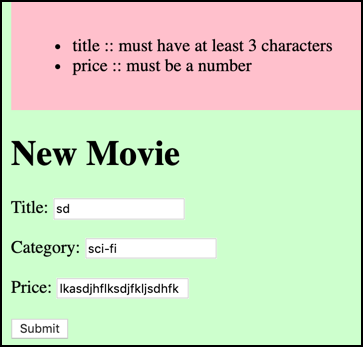 • title :: must have at least 3 characters
• price :: must be a number
New Movie
Title: sd
Category: sci-fi
Price: lkasdjhflksdjfkljsdhfk
Submit